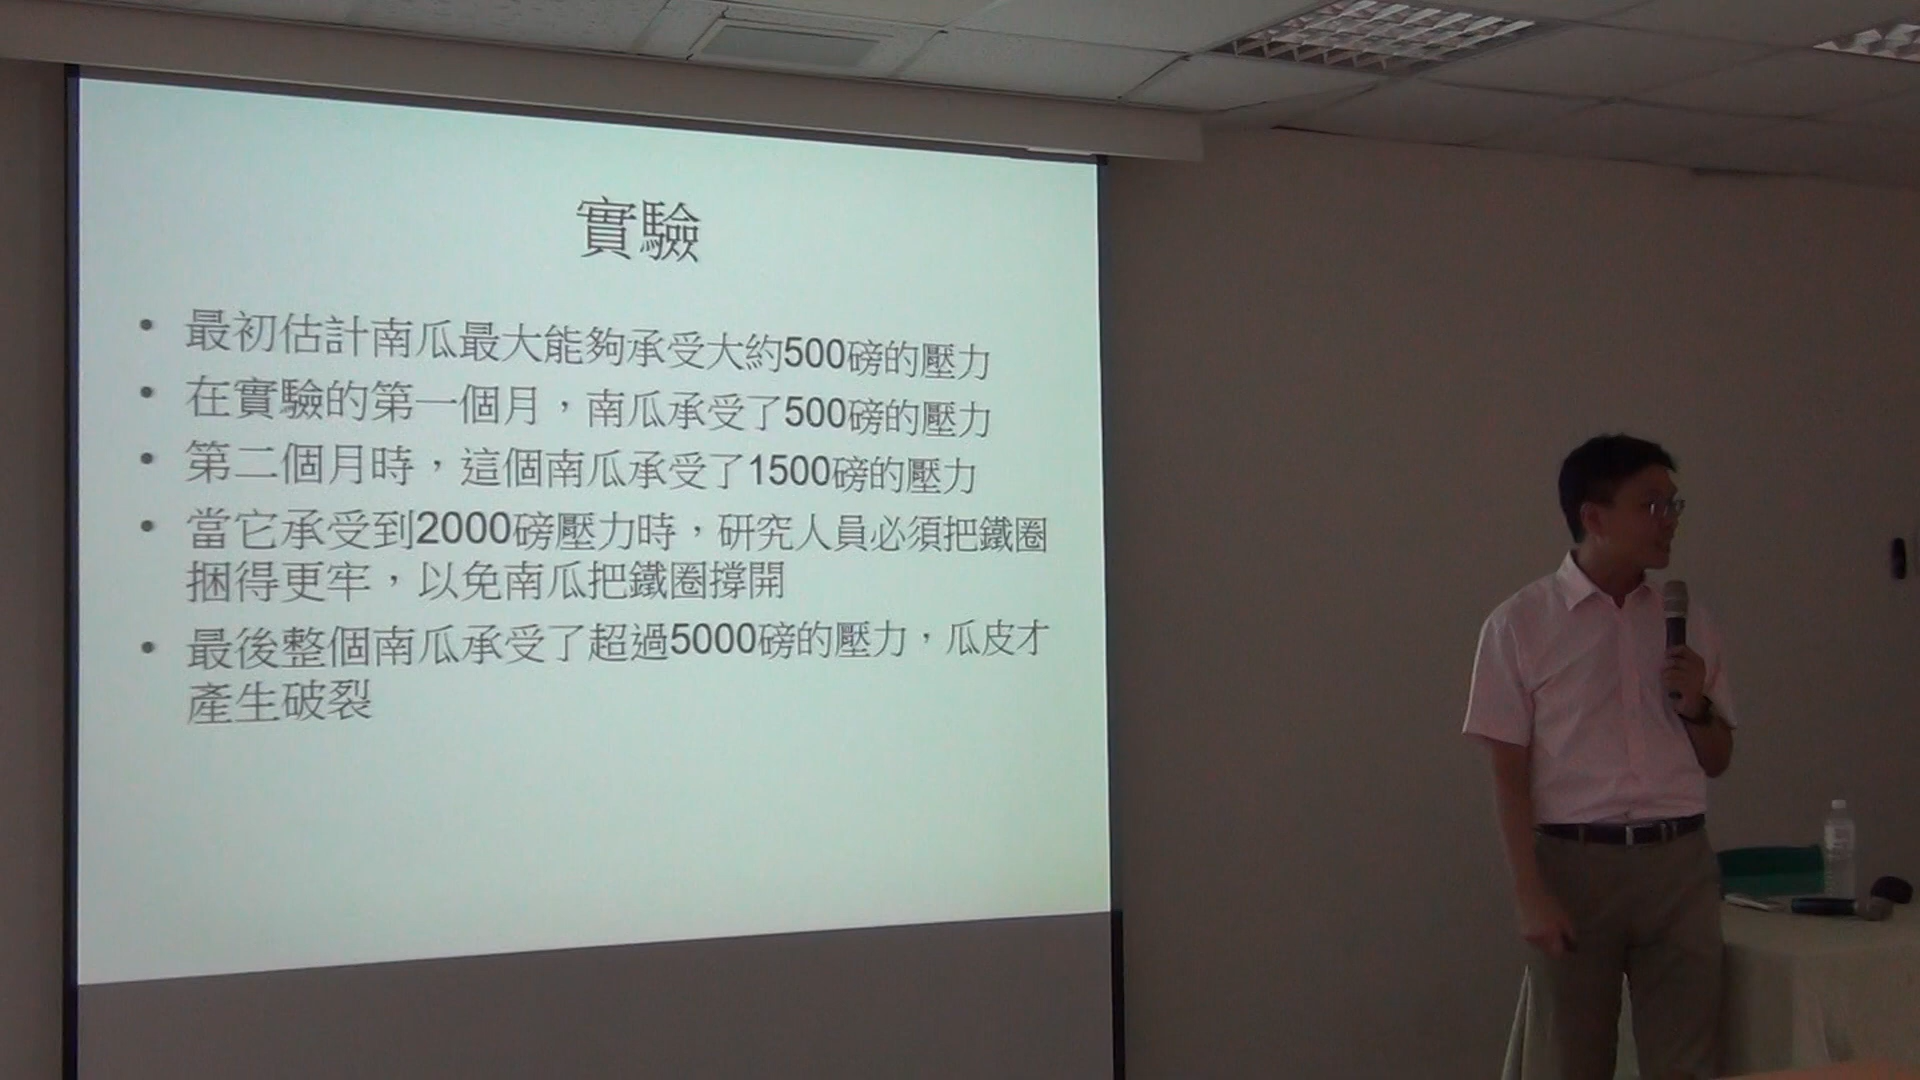 實驗
• 最初估計南瓜最大能夠承受大約500磅的壓力
• 在實驗的第一個月，南瓜承受了500磅的壓力
• 第二個月時，這個南瓜承受了1500磅的壓力
• 當它承受到2000磅壓力時，研究人員必須把鐵圈
捆得更牢，以免南瓜把鐵圈撐開
• 最後整個南瓜承受了超過5000磅的壓力，瓜皮才
產生破裂